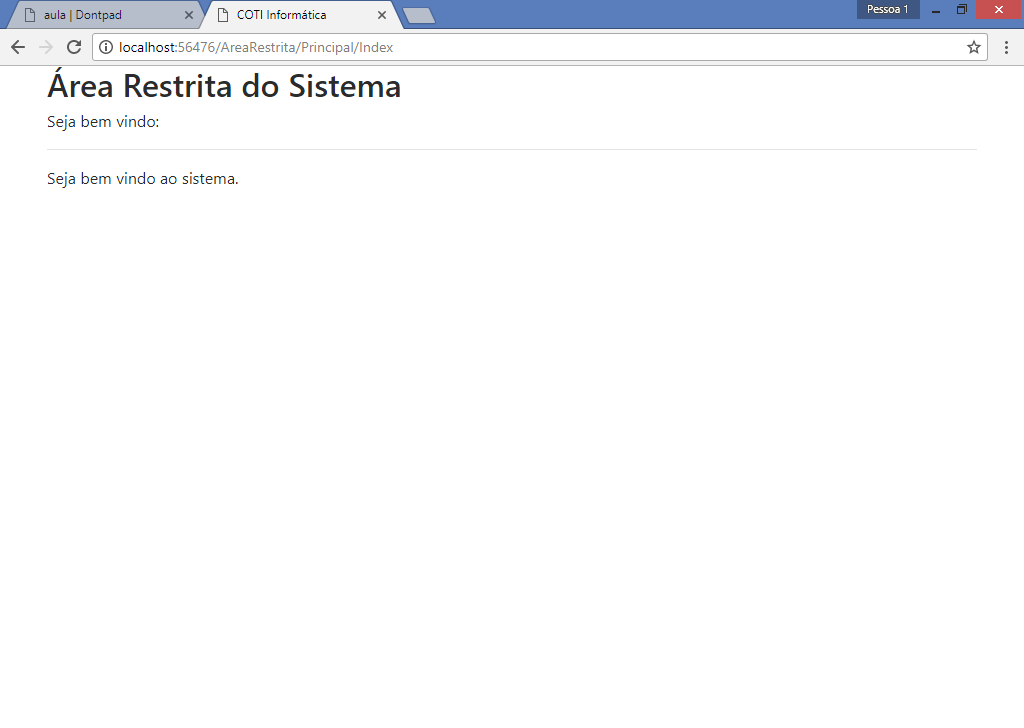 aula | Dontpad
COTI Informática
Pessoa 1
localhost:56476/AreaRestrita/Principal/Index
Área Restrita do Sistema
Seja bem vindo:
Seja bem vindo ao sistema.